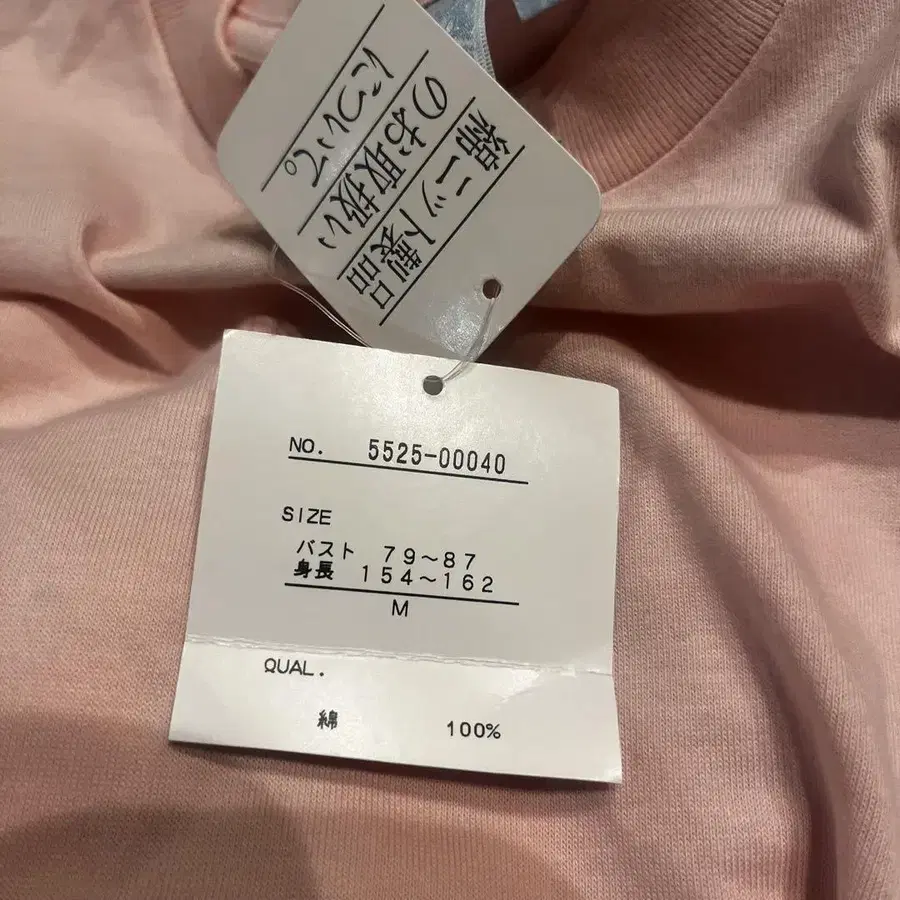 綿ニット製品
のお取扱い
について。
NO. 5525-00040
SIZE
バスト 79～87
身長 154～162
M
QUAL.
綿 100%